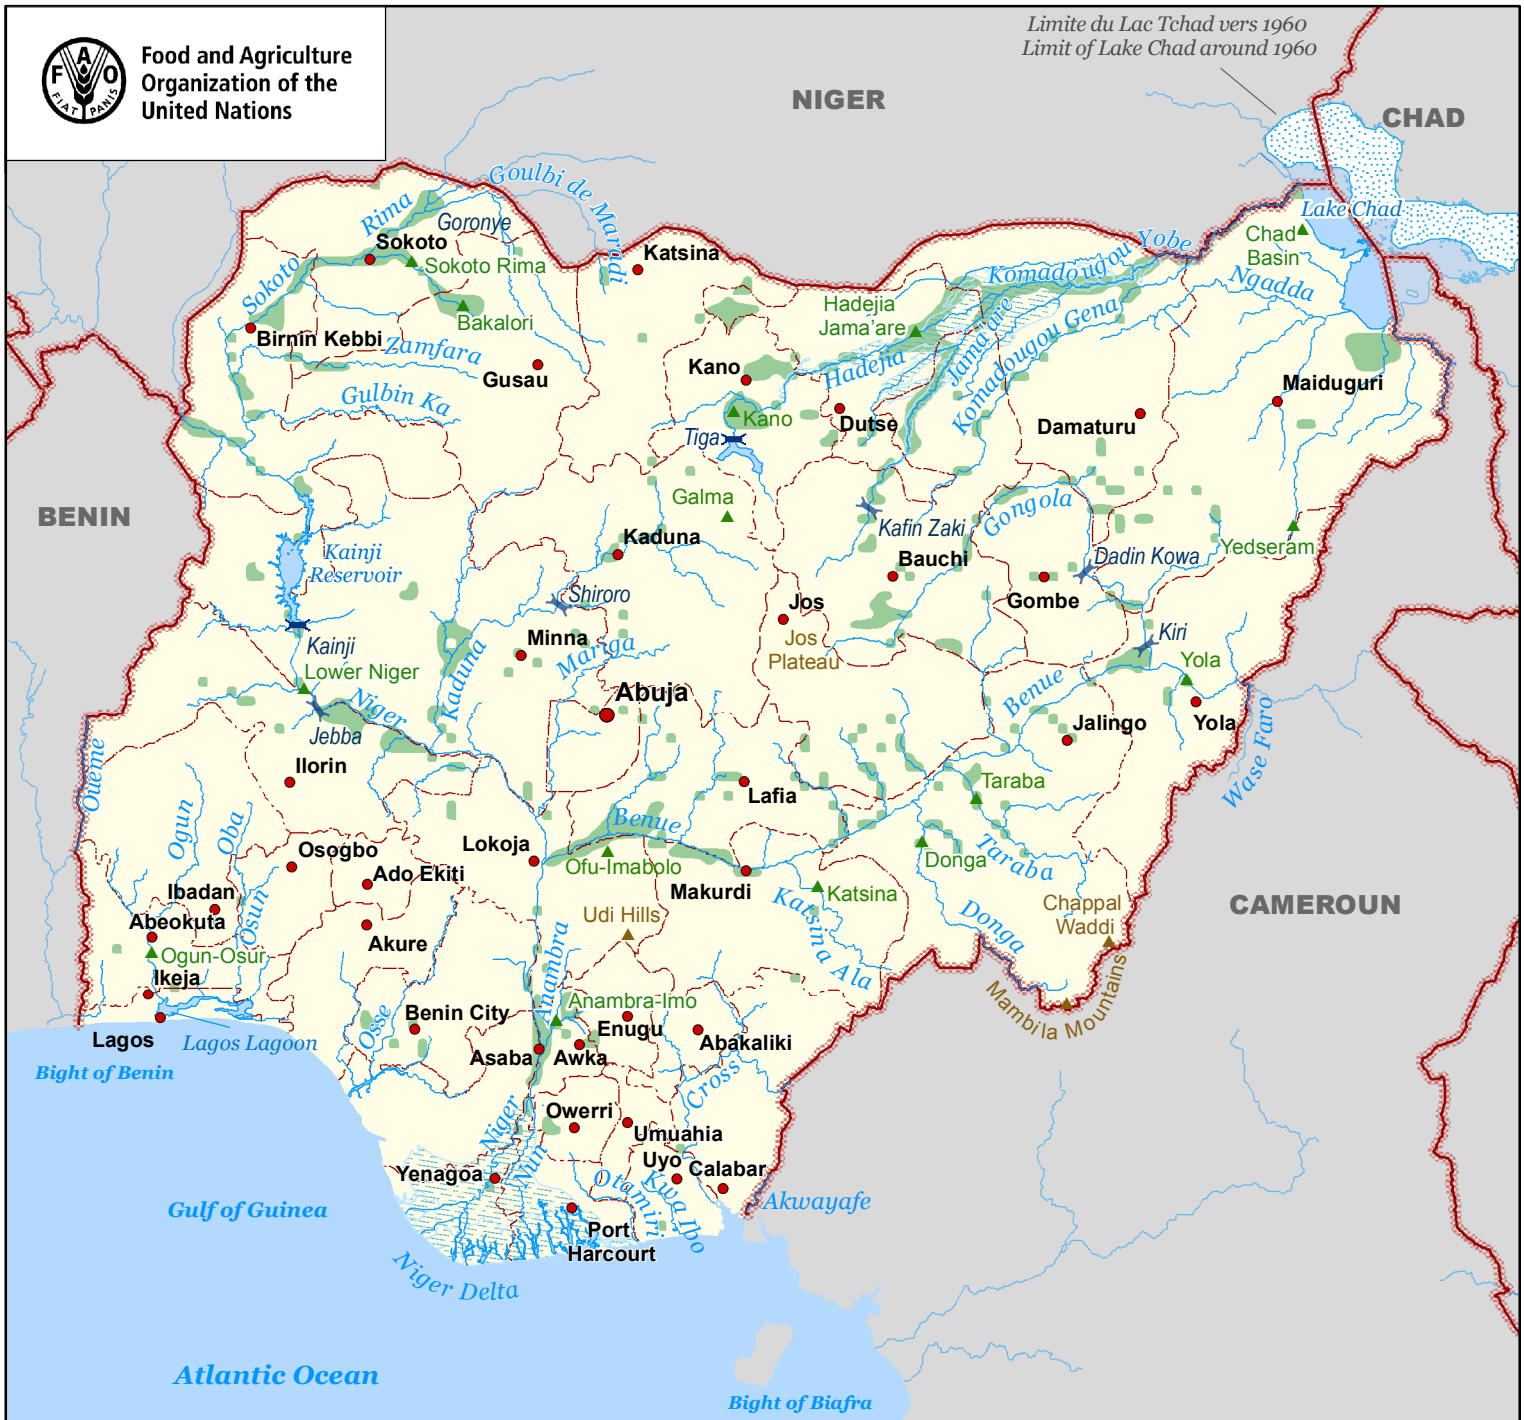 Limite du Lac Tchad vers 1960
Limit of Lake Chad around 1960
FAO
FIAT PANIS
Food and Agriculture
Organization of the
United Nations
NIGER
CHAD
Goulbi de Maradi
Rima
Goronye
Lake Chad
Sokoto
Katsina
Komadougou Yobe
Chad
Basin
Sokoto
Sokoto Rima
Ngadda
Bakalori
Hadejia
Jama'are
Birnin Kebbi
Zamfara
Jama'are
Komadougou Gena
Gusau
Kano
Hadejia
Maiduguri
Gulbin Ka
Kano
Dutse
Damaturu
Tiga
Galma
Gongola
BENIN
Kafin Zaki
Kaduna
Yedseram
Kainji
Reservoir
Bauchi
Dadin Kowa
Shiroro
Jos
Gombe
Kainji
Minna
Mariga
Jos
Plateau
Kiri
Lower Niger
Kaduna
Yola
Niger
Abuja
Benue
Yola
Jebba
Jalingo
Wase Faro
Oueme
Ilorin
Taraba
Lafia
Ogun
Oba
Benue
Lokoja
Osogbo
Ofu-Imabolo
Donga
Taraba
Ado Ekiti
Makurdi
Katsina
Ibadan
Katsina Ala
Chappal
Waddi
CAMEROUN
Abeokuta
Osun
Udi Hills
Donga
Akure
Ogun-Osur
Anambra
Ikeja
Mambi'la Mountains
Anambra-Imo
Osse
Benin City
Enugu
Lagos
Lagos Lagoon
Asaba
Awka
Abakaliki
Bight of Benin
Cross
Niger
Owerri
Umuahia
Nun
Uyo
Calabar
Yenagoa
Otamiri
Kwa Ibo
Akwayafe
Gulf of Guinea
Port
Harcourt
Niger Delta
Atlantic Ocean
Bight of Biafra